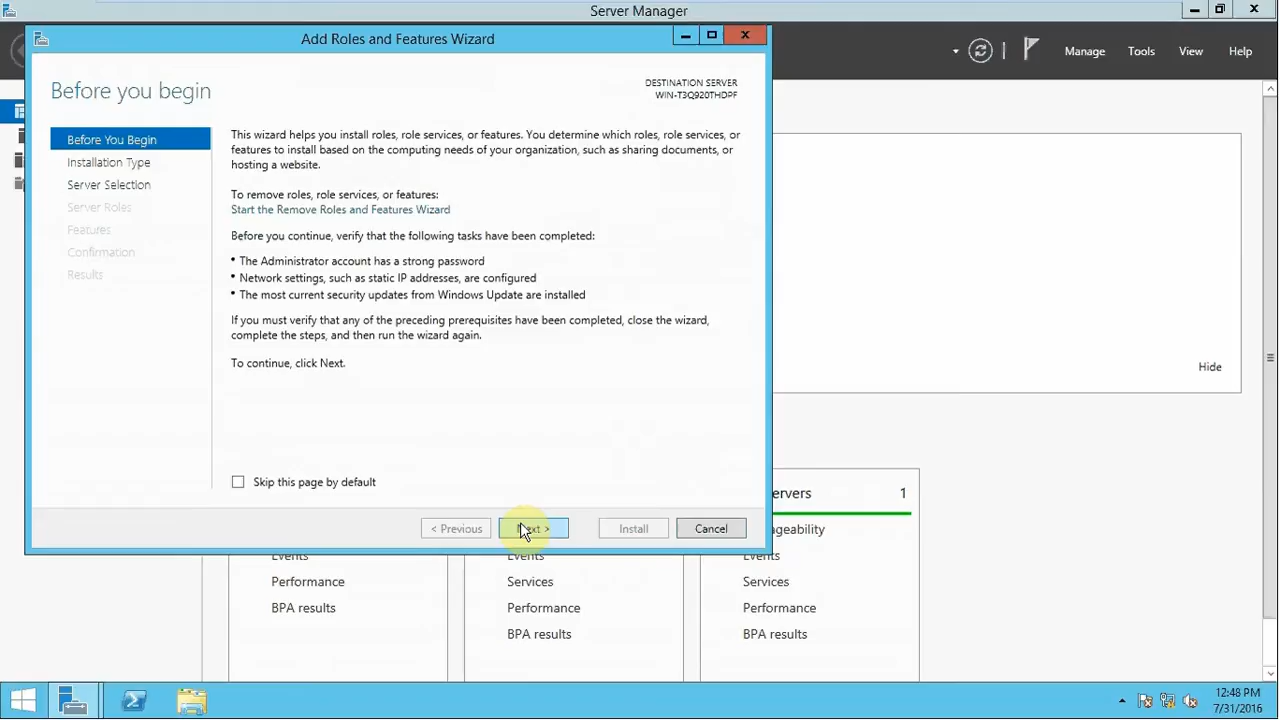 Server Manager
Add Roles and Features Wizard
Manage
Tools
View
Help
Before you begin
DESTINATION SERVER
WIN-T3Q920THDPF
Before You Begin
Installation Type
Server Selection
Server Roles
Features
Confirmation
Results
This wizard helps you install roles, role services, or features. You determine which roles, role services, or
features to install based on the computing needs of your organization, such as sharing documents, or
hosting a website.
To remove roles, role services, or features:
Start the Remove Roles and Features Wizard
Before you continue, verify that the following tasks have been completed:
• The Administrator account has a strong password
• Network settings, such as static IP addresses, are configured
• The most current security updates from Windows Update are installed
If you must verify that any of the preceding prerequisites have been completed, close the wizard,
complete the steps, and then run the wizard again.
To continue, click Next.
Hide
Skip this page by default
< Previous
Next >
Install
Cancel
ervers 1
ageability
Events
Performance
BPA results
Events
Services
Performance
BPA results
Events
Services
Performance
BPA results
12:48 PM
7/31/2016